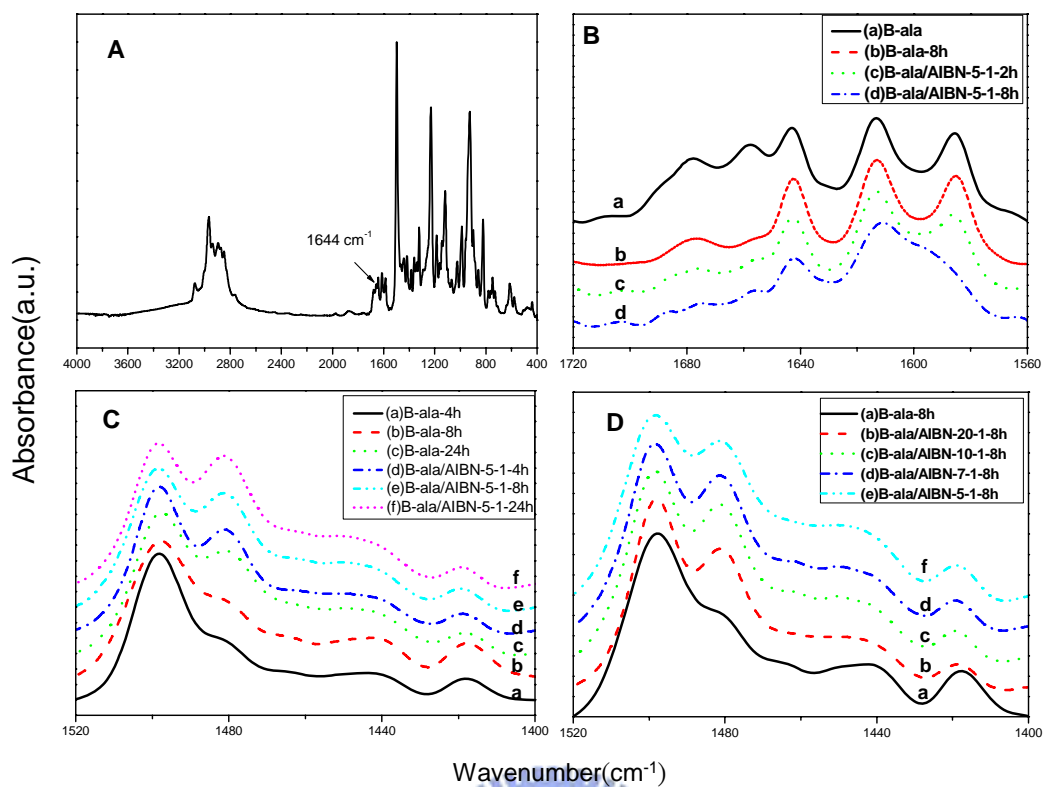 Absorbance(a.u.)
A
1644 cm-1
4000 3600 3200 2800 2400 2000 1600 1200 800 400
B
(a)B-ala
(b)B-ala-8h
(c)B-ala/AIBN-5-1-2h
(d)B-ala/AIBN-5-1-8h
a
b
c
d
1720 1680 1640 1600 1560
C
(a)B-ala-4h
(b)B-ala-8h
(c)B-ala-24h
(d)B-ala/AIBN-5-1-4h
(e)B-ala/AIBN-5-1-8h
(f)B-ala/AIBN-5-1-24h
f
e
d
c
b
a
1520 1480 1440 1400
D
(a)B-ala-8h
(b)B-ala/AIBN-20-1-8h
(c)B-ala/AIBN-10-1-8h
(d)B-ala/AIBN-7-1-8h
(e)B-ala/AIBN-5-1-8h
f
d
c
b
a
1520 1480 1440 1400
Wavenumber(cm-1)